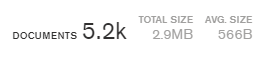 TOTAL SIZE AVG. SIZE
DOCUMENTS 5.2k 2.9MB 566B